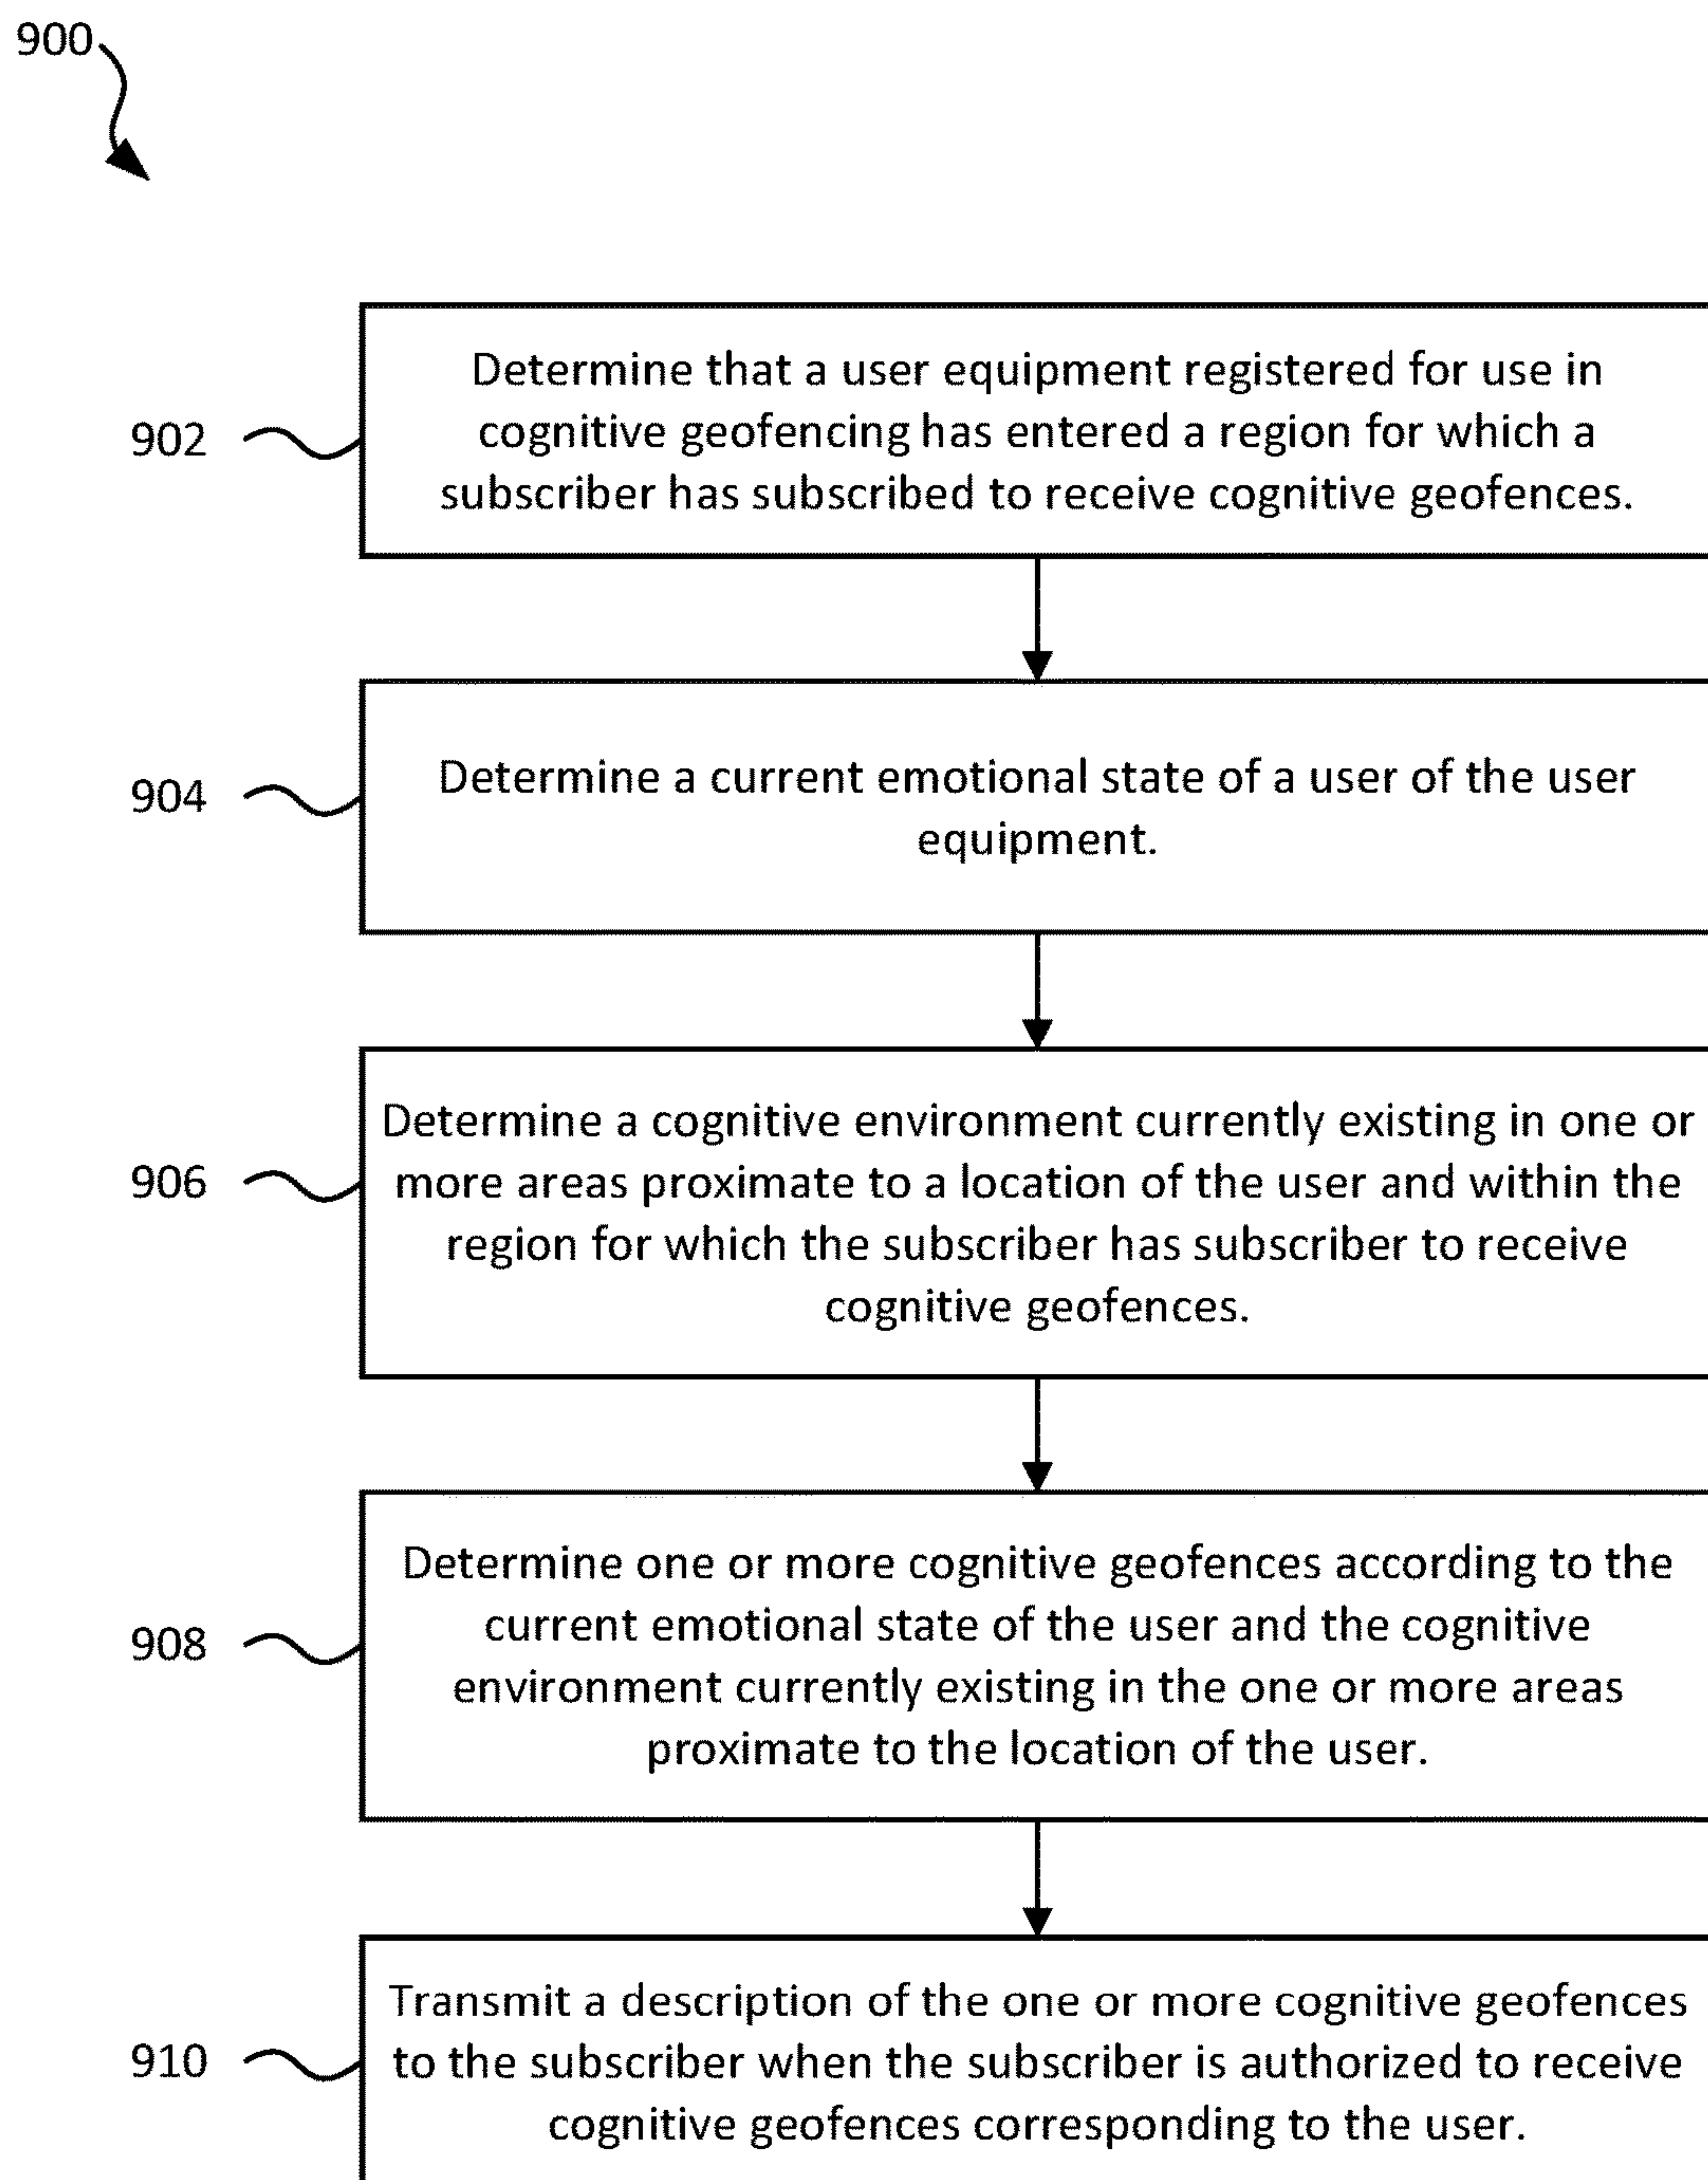 900
902
Determine that a user equipment registered for use in
cognitive geofencing has entered a region for which a
subscriber has subscribed to receive cognitive geofences.
904
Determine a current emotional state of a user of the user
equipment.
906
Determine a cognitive environment currently existing in one or
more areas proximate to a location of the user and within the
region for which the subscriber has subscriber to receive
cognitive geofences.
908
Determine one or more cognitive geofences according to the
current emotional state of the user and the cognitive
environment currently existing in the one or more areas
proximate to the location of the user.
910
Transmit a description of the one or more cognitive geofences
to the subscriber when the subscriber is authorized to receive
cognitive geofences corresponding to the user.